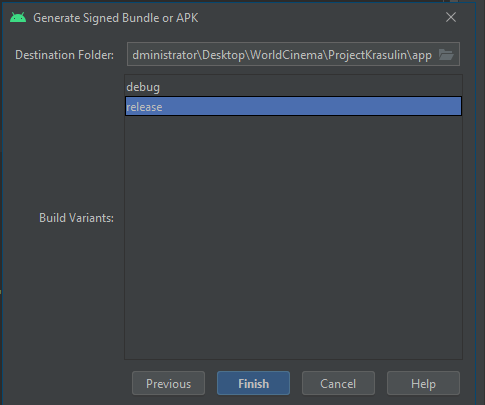 Generate Signed Bundle or APK
Destination Folder: dministrator\Desktop\WorldCinema\ProjectKrasulin\app
debug
release
Build Variants:
Previous Finish Cancel Help